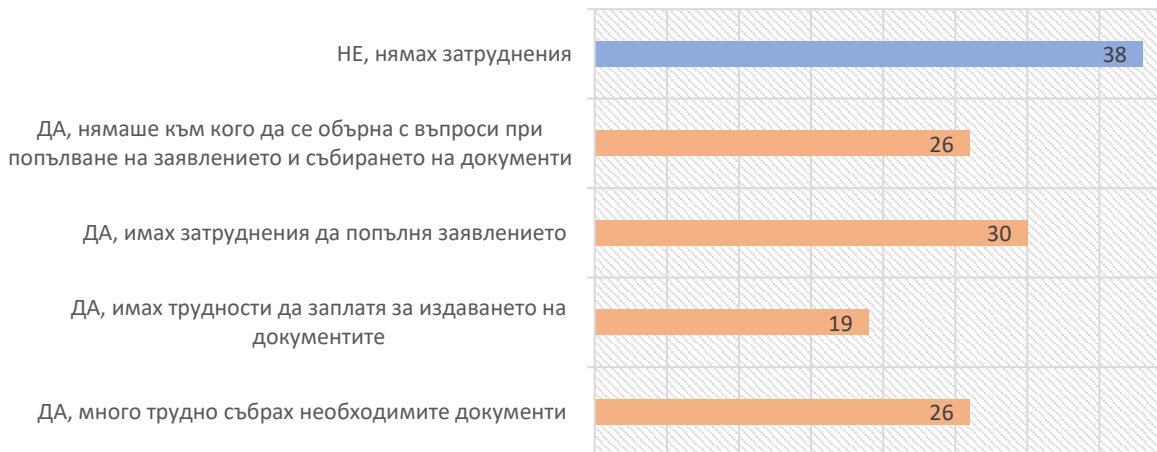 НЕ, нямах затруднения
38
ДА, нямаше към кого да се обърна с въпроси при
попълване на заявлението и събирането на документи
26
ДА, имах затруднения да попълня заявлението
30
ДА, имах трудности да заплатя за издаването на
документите
19
ДА, много трудно събрах необходимите документи
26